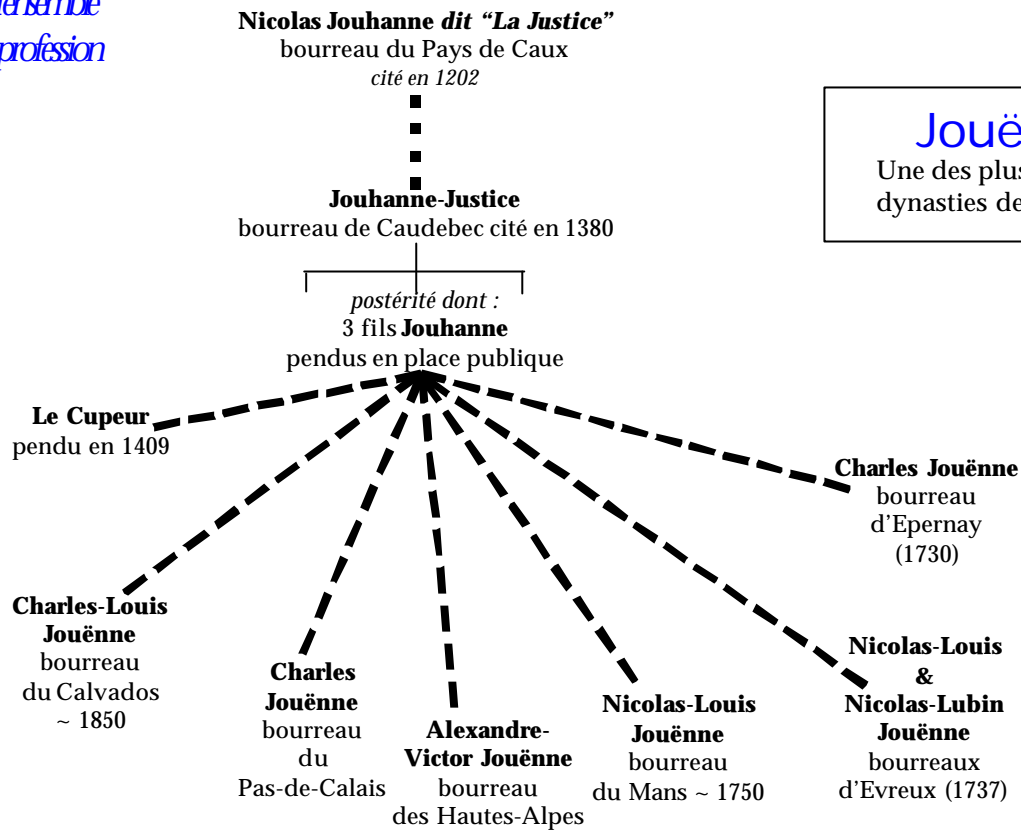 ensemble
profession
Nicolas Jouhanne dit “La Justice”
bourreau du Pays de Caux
cité en 1202
Jouë
Une des plus
dynasties de
Jouhanne-Justice
bourreau de Caudebec cité en 1380
postérité dont :
3 fils Jouhanne
pendus en place publique
Le Cupeur
pendu en 1409
Charles Jouënne
bourreau
d’Epernay
(1730)
Charles-Louis
Jouënne
bourreau
du Calvados
~ 1850
Charles
Jouënne
bourreau
du
Pas-de-Calais
Alexandre-
Victor Jouënne
bourreau
des Hautes-Alpes
Nicolas-Louis
Jouënne
bourreau
du Mans ~ 1750
Nicolas-Louis
&
Nicolas-Lubin
Jouënne
bourreaux
d’Evreux (1737)